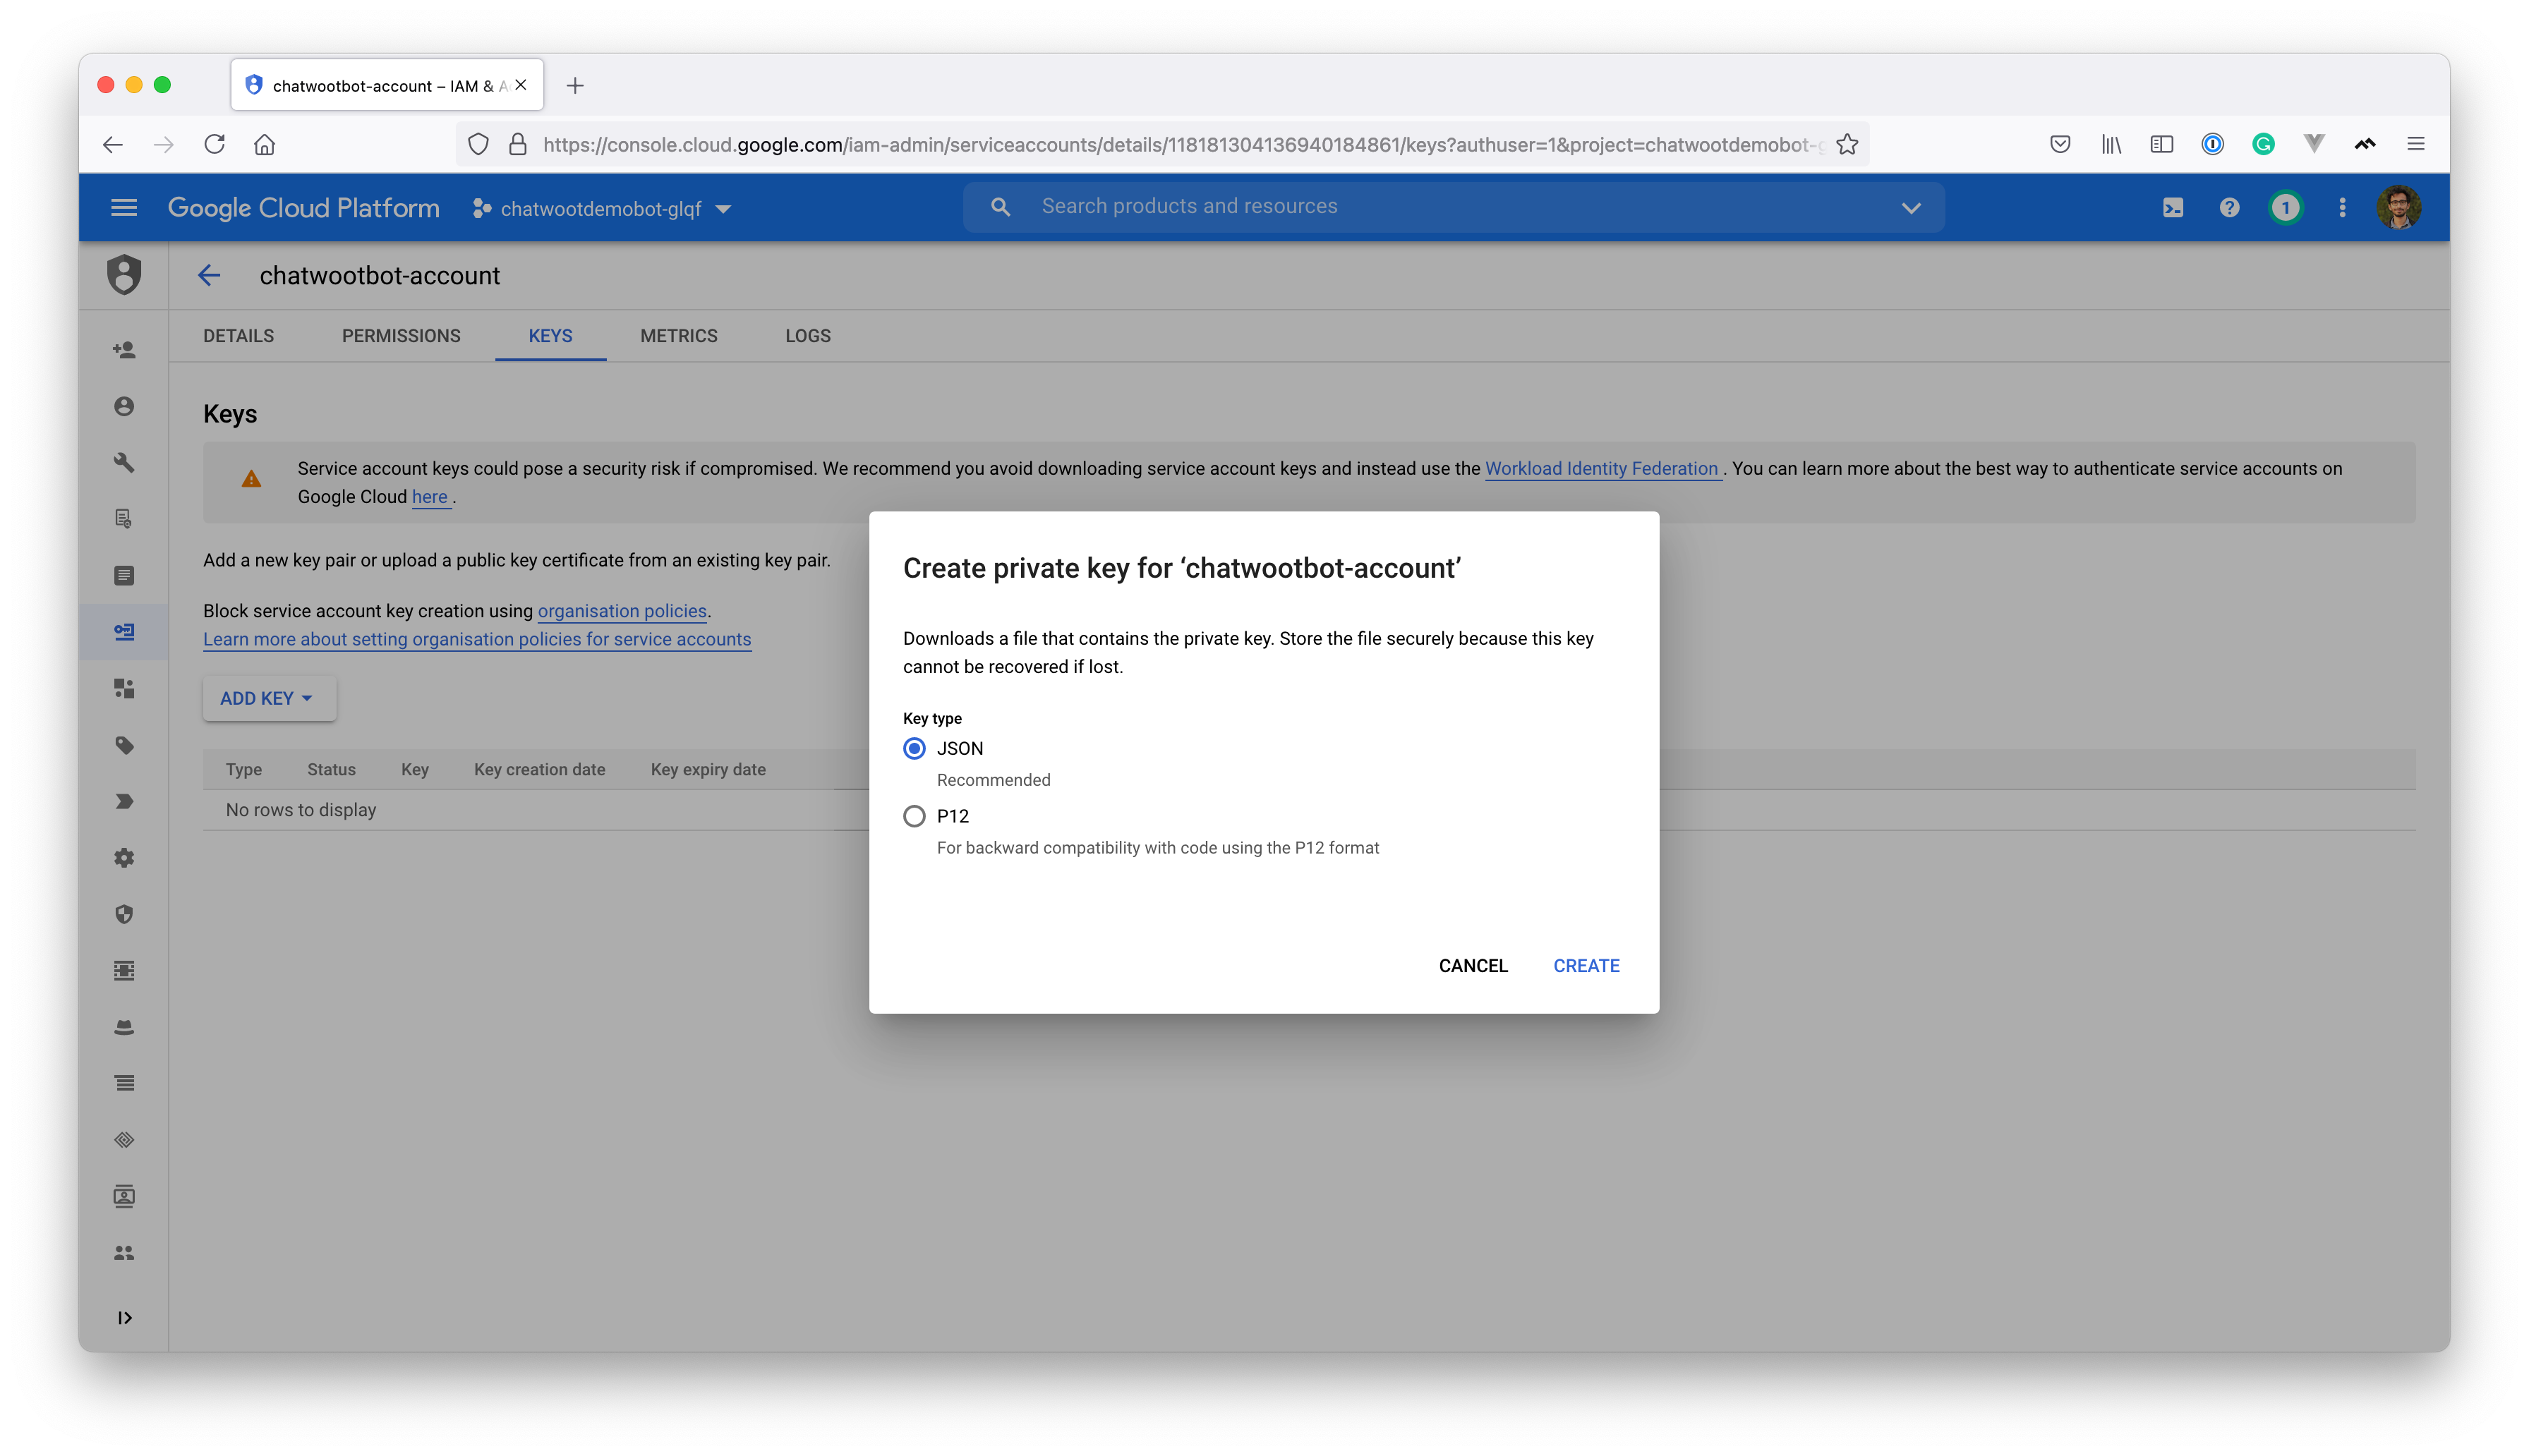 chatwootbot-account – IAM & A
https://console.cloud.google.com/iam-admin/serviceaccounts/details/118181304136940184861/keys?authuser=1&project=chatwootdemobot-g
Google Cloud Platform
chatwootdemobot-glqf
Search products and resources
1
chatwootbot-account
DETAILS
PERMISSIONS
KEYS
METRICS
LOGS
Keys
Service account keys could pose a security risk if compromised. We recommend you avoid downloading service account keys and instead use the Workload Identity Federation . You can learn more about the best way to authenticate service accounts on
Google Cloud here .
Add a new key pair or upload a public key certificate from an existing key pair.
Block service account key creation using organisation policies.
Learn more about setting organisation policies for service accounts
ADD KEY
Type
Status
Key
Key creation date
Key expiry date
No rows to display
Create private key for ‘chatwootbot-account’
Downloads a file that contains the private key. Store the file securely because this key
cannot be recovered if lost.
Key type
JSON
Recommended
P12
For backward compatibility with code using the P12 format
CANCEL
CREATE